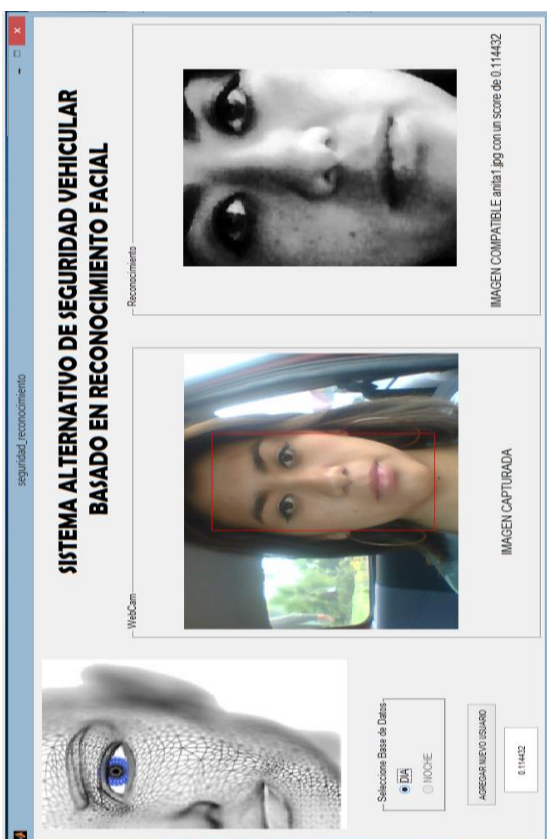 seguridad_reconocimiento
SISTEMA ALTERNATIVO DE SEGURIDAD VEHICULAR
BASADO EN RECONOCIMIENTO FACIAL
WebCam
IMAGEN CAPTURADA
Reconocimiento
IMAGEN COMPATIBLE anita1.jpg con un score de 0.114432
Seleccione Base de Datos
DIA
NOCHE
AGREGAR NUEVO USUARIO
0.114432